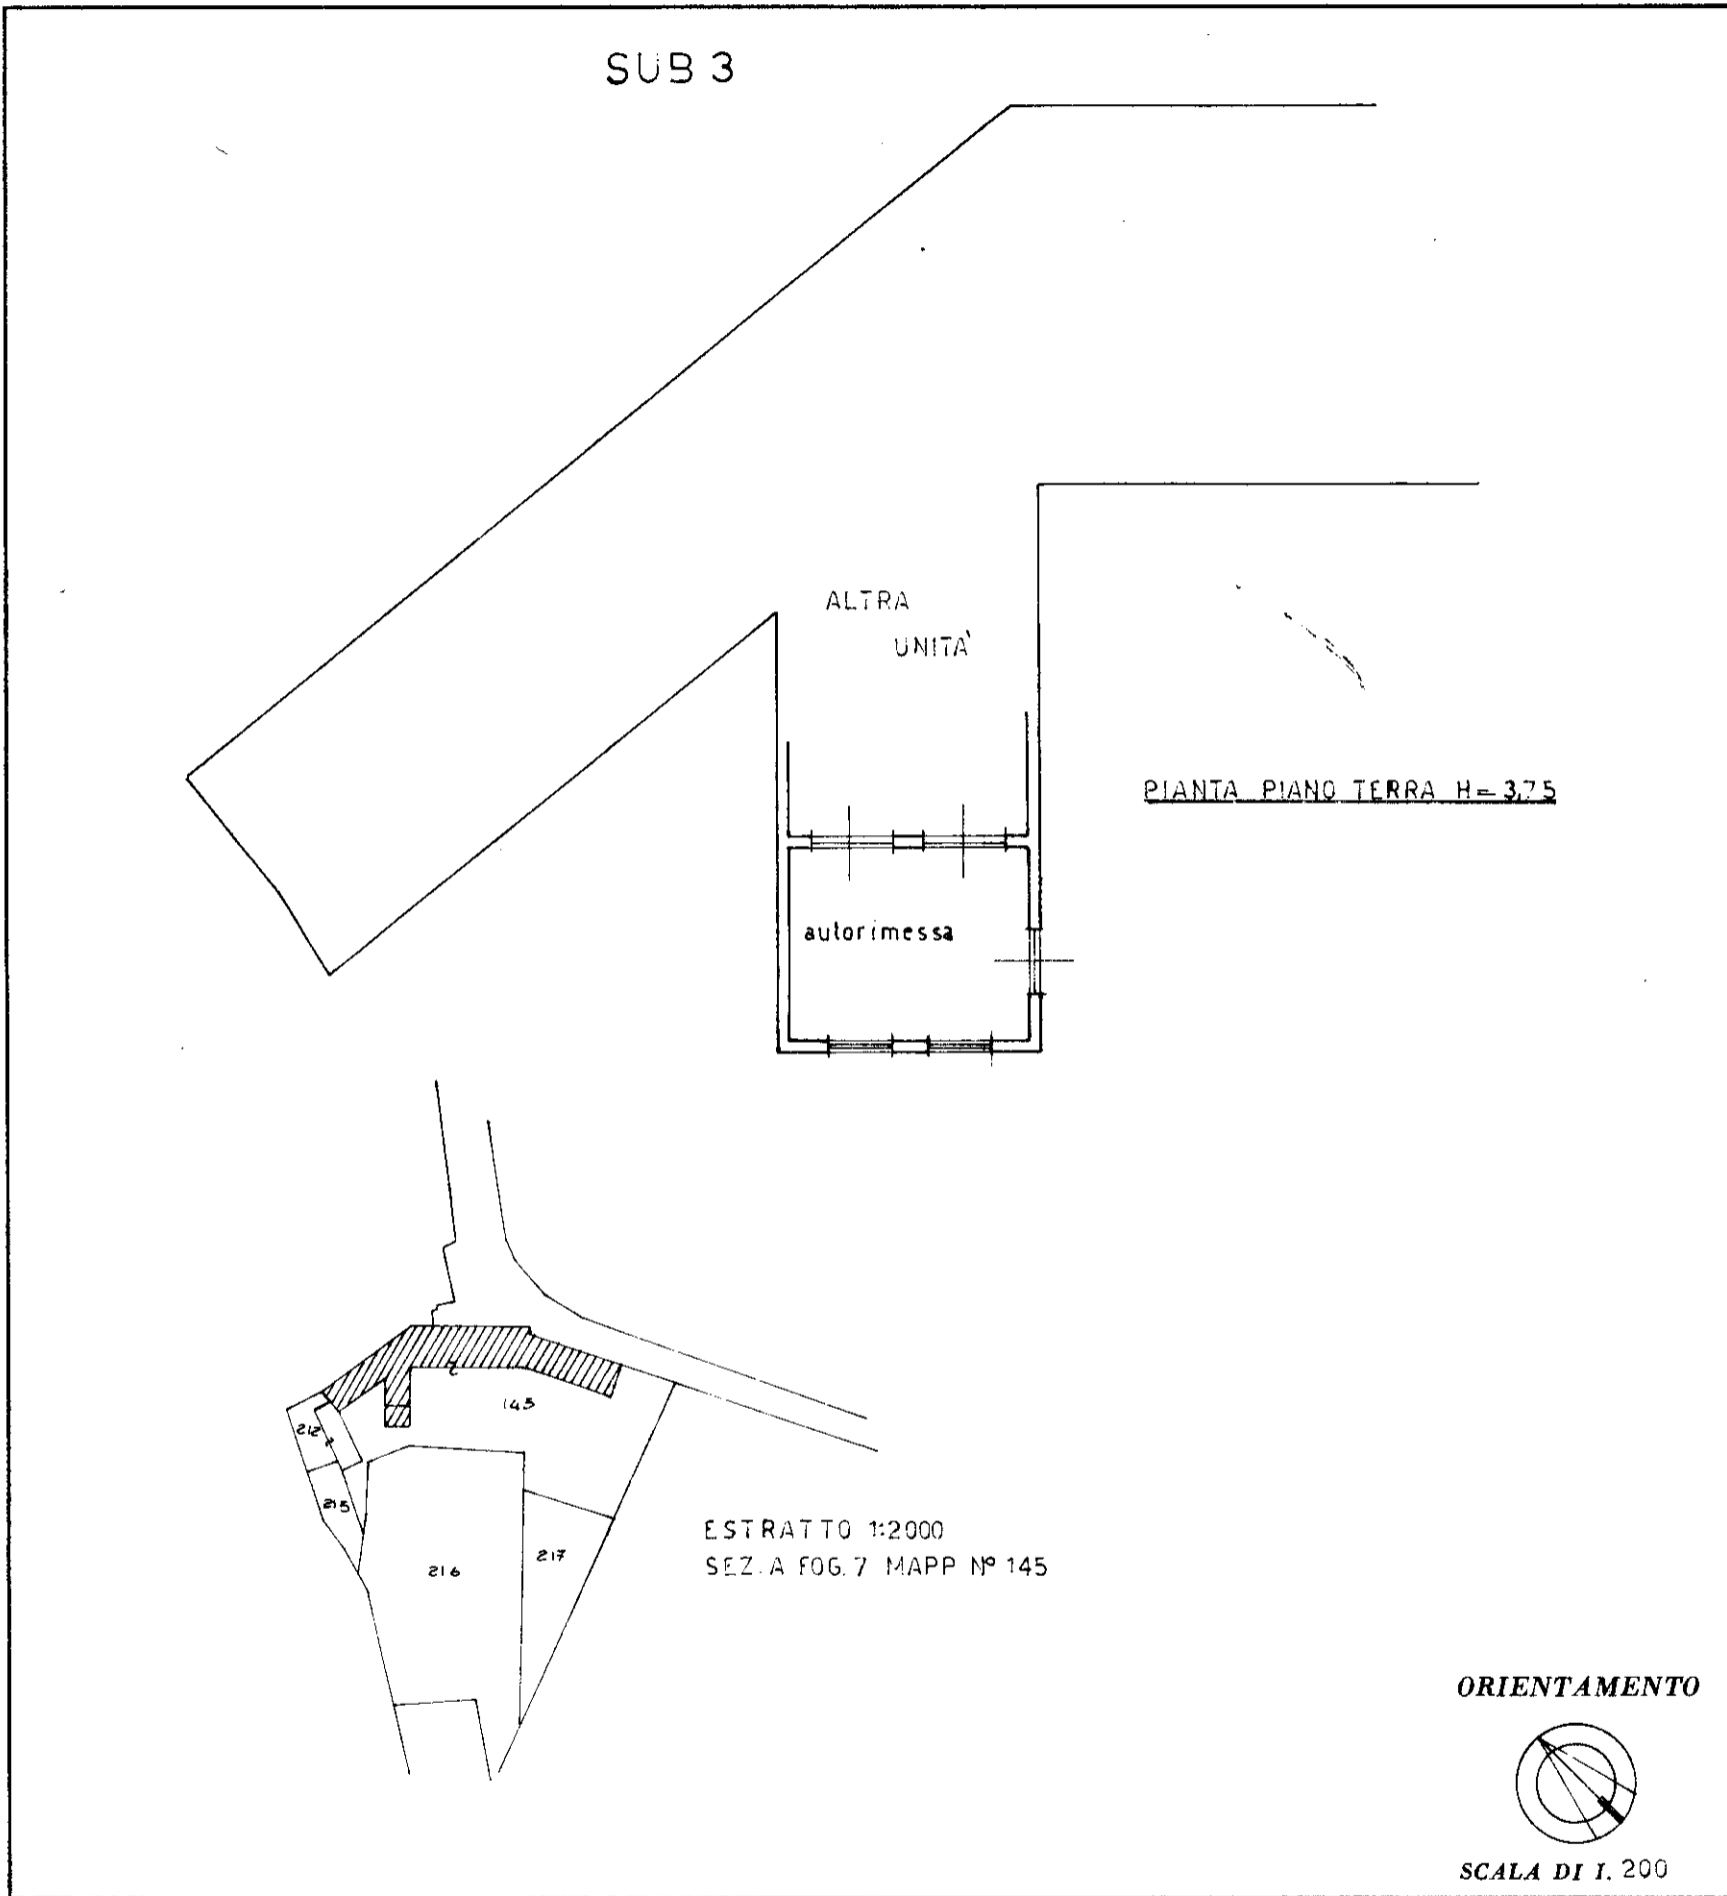 SUB 3
ALTRA
UNITA'
PIANTA PIANO TERRA H=3,75
autorimessa
145
212
215
216
217
ESTRATTO 1:2000
SEZ. A FOG. 7 MAPP Nº 145
ORIENTAMENTO
SCALA DI I. 200